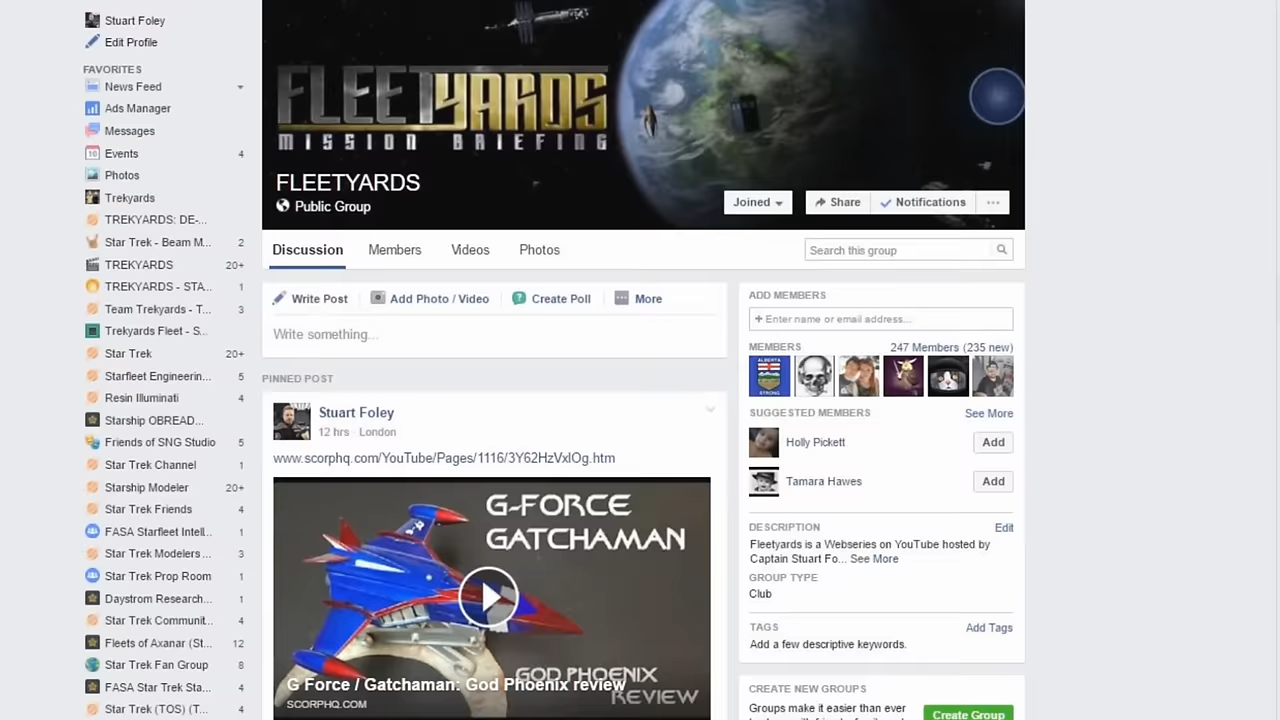 Stuart Foley
Edit Profile
FAVORITES
News Feed
Ads Manager
Messages
10
Events 4
Photos
Trekyards
TREKYARDS: DE-...
Star Trek - Beam M... 2
TREKYARDS 20+
TREKYARDS - STA... 1
Team Trekyards - T... 3
Trekyards Fleet - S...
Star Trek 20+
Starfleet Engineerin... 5
Resin Illuminati 4
Starship OBREAD...
Friends of SNG Studio 5
Star Trek Channel 1
Starship Modeler 20+
Star Trek Friends 4
FASA Starfleet Intell... 1
Star Trek Modelers ... 3
Star Trek Prop Room 1
Daystrom Research... 1
Star Trek Communit... 4
Fleets of Axanar (St... 12
Star Trek Fan Group 8
FASA Star Trek Sta... 4
Star Trek (TOS) (T... 4
FLEETYARDS
MISSION BRIEFING
FLEETYARDS
Public Group
Joined
Share
Notifications
Discussion
Members
Videos
Photos
Search this group
Write Post
Add Photo / Video
Create Poll
More
Write something...
PINNED POST
Stuart Foley
12 hrs · London
www.scorphq.com/YouTube/Pages/1116/3Y62HzVxlOg.htm
G-FORCE
GATCHAMAN
GOD PHOENIX
REVIEW
G Force / Gatchaman: God Phoenix review
SCORPHQ.COM
ADD MEMBERS
+ Enter name or email address...
MEMBERS 247 Members (235 new)
ALBERTA
STRONG
SUGGESTED MEMBERS See More
Holly Pickett Add
Tamara Hawes Add
DESCRIPTION Edit
Fleetyards is a Webseries on YouTube hosted by
Captain Stuart Fo... See More
GROUP TYPE
Club
TAGS Add Tags
Add a few descriptive keywords.
CREATE NEW GROUPS
Groups make it easier than ever
Create Group